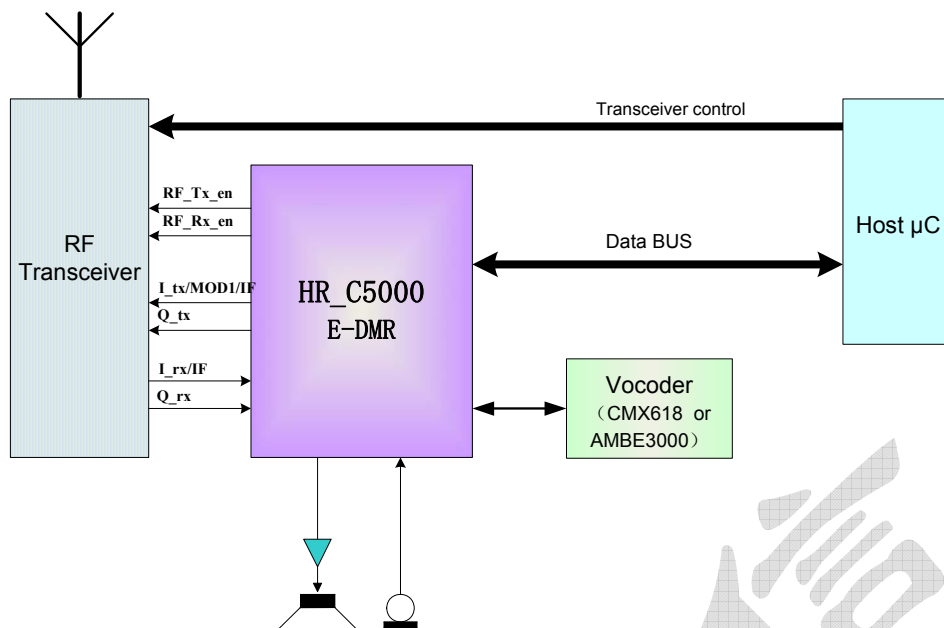 Transceiver control
RF_Tx_en
RF_Rx_en
RF
Transceiver
I_tx/MOD1/IF
Q_tx
I_rx/IF
Q_rx
HR_C5000
E-DMR
Data BUS
Host µC
Vocoder
（CMX618 or
AMBE3000）